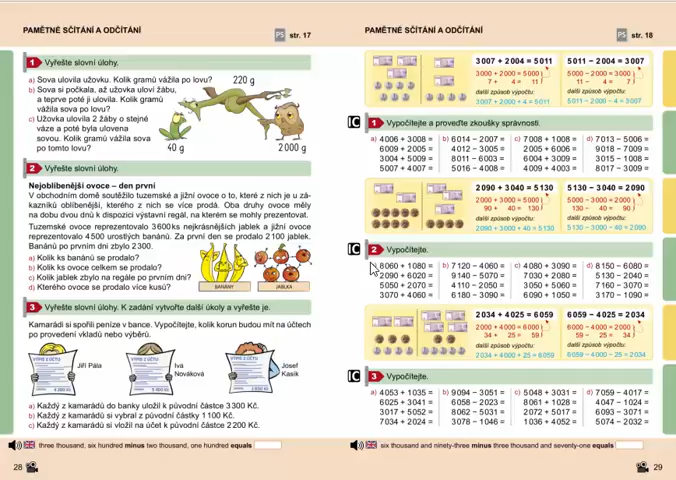 PAMĚTNÉ SČÍTÁNÍ A ODČÍTÁNÍ
PS str. 17
1 Vyřešte slovní úlohy.
a) Sova ulovila užovku. Kolik gramů vážila po lovu?
b) Sova si počkala, až užovka uloví žábu,
a teprve poté ji ulovila. Kolik gramů
vážila sova po lovu?
c) Užovka ulovila 2 žáby o stejné
váze a poté byla ulovena
sovou. Kolik gramů vážila sova
po tomto lovu?
220 g
40 g
2 000 g
2 Vyřešte slovní úlohy.
Nejoblíbenější ovoce – den první
V obchodním domě soutěžilo tuzemské a jižní ovoce o to, které z nich je u zá-
kazníků oblíbenější, kterého z nich se více prodá. Oba druhy ovoce měly
na dobu dvou dnů k dispozici výstavní regál, na kterém se mohly prezentovat.
Tuzemské ovoce reprezentovalo 3 600 ks nejkrásnějších jablek a jižní ovoce
reprezentovalo 4 500 urostlých banánů. Za první den se prodalo 2 100 jablek.
Banánů po prvním dni zbylo 2 300.
a) Kolik ks banánů se prodalo?
b) Kolik ks ovoce celkem se prodalo?
c) Kolik jablek zbylo na regále po prvním dni?
d) Kterého ovoce se prodalo více kusů?
BANÁNY
JABLKA
3 Vyřešte slovní úlohy. K zadání vytvořte další úkoly a vyřešte je.
Kamarádi si spořili peníze v bance. Vypočítejte, kolik korun budou mít na účtech
po provedení vkladů nebo výběrů.
Jiří Pála
Iva
Nováková
Josef
Kasík
a) Každý z kamarádů do banky uložil k původní částce 3 300 Kč.
b) Každý z kamarádů si vybral z původní částky 1 100 Kč.
c) Každý z kamarádů si vložil na účet k původní částce 2 200 Kč.
three thousand, six hundred minus two thousand, one hundred equals
28
PAMĚTNÉ SČÍTÁNÍ A ODČÍTÁNÍ
PS str. 18
3 007 + 2 004 = 5 011
3 000 + 2 000 = 5 000
7 + 4 = 11
další způsob výpočtu:
3 007 + 2 000 + 4 = 5 011
5 011 − 2 004 = 3 007
5 000 − 2 000 = 3 000
11 − 4 = 7
další způsob výpočtu:
5 011 − 2 000 − 4 = 3 007
1 Vypočítejte a proveďte zkoušky správnosti.
a) 4 006 + 3 008 = b) 6 014 − 2 007 = c) 7 008 + 1 008 = d) 7 013 − 5 006 =
6 009 + 2 005 = 4 012 − 3 005 = 2 005 + 6 006 = 9 018 − 7 009 =
3 004 + 5 009 = 8 011 − 6 003 = 6 004 + 3 009 = 3 015 − 1 008 =
5 007 + 4 007 = 5 016 − 4 008 = 4 009 + 4 003 = 8 017 − 3 009 =
2 090 + 3 040 = 5 130
2 000 + 3 000 = 5 000
90 + 40 = 130
další způsob výpočtu:
2 090 + 3 000 + 40 = 5 130
5 130 − 3 040 = 2 090
5 000 − 3 000 = 2 000
130 − 40 = 90
další způsob výpočtu:
5 130 − 3 000 − 40 = 2 090
2 Vypočítejte.
8 060 + 1 080 = b) 7 120 − 4 060 = c) 4 080 + 3 090 = d) 8 150 − 6 080 =
2 090 + 6 020 = 9 140 − 5 070 = 7 030 + 2 080 = 5 130 − 2 040 =
5 050 + 2 070 = 4 110 − 2 050 = 3 050 + 5 060 = 7 160 − 3 070 =
3 070 + 4 060 = 6 180 − 3 090 = 6 090 + 1 050 = 3 170 − 1 090 =
2 034 + 4 025 = 6 059
2 000 + 4 000 = 6 000
34 + 25 = 59
další způsob výpočtu:
2 034 + 4 000 + 25 = 6 059
6 059 − 4 025 = 2 034
6 000 − 4 000 = 2 000
59 − 25 = 34
další způsob výpočtu:
6 059 − 4 000 − 25 = 2 034
3 Vypočítejte.
a) 4 053 + 1 035 = b) 9 094 − 3 051 = c) 5 048 + 3 031 = d) 7 059 − 4 017 =
6 025 + 3 041 = 6 058 − 2 023 = 8 061 + 1 028 = 4 047 − 1 024 =
3 017 + 5 052 = 8 062 − 5 031 = 2 072 + 5 017 = 6 093 − 3 071 =
7 034 + 2 024 = 3 078 − 1 046 = 1 036 + 4 052 = 5 074 − 2 032 =
six thousand and ninety-three minus three thousand and seventy-one equals
29